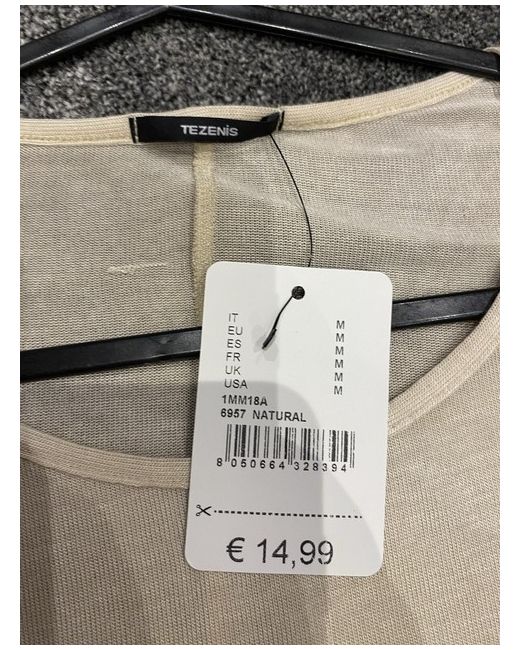 TEZENIS
IT M
EU M
ES M
FR M
UK M
USA M
1MM18A
6957 NATURAL
8 050664 328394
€ 14,99